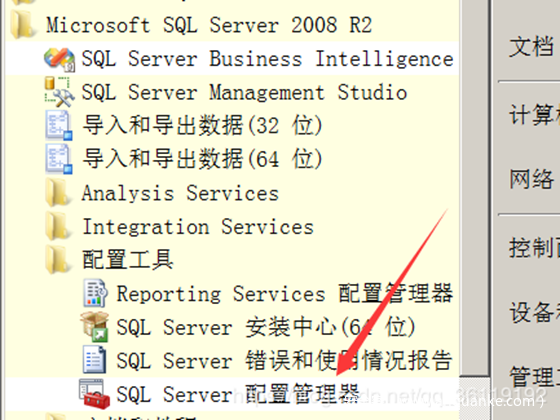 Microsoft SQL Server 2008 R2
SQL Server Business Intelligence
SQL Server Management Studio
导入和导出数据(32 位)
导入和导出数据(64 位)
Analysis Services
Integration Services
配置工具
Reporting Services 配置管理器
SQL Server 安装中心(64 位)
SQL Server 错误和使用情况报告
SQL Server 配置管理器
文档
计算机
网络
控制面
设备和
管理工
xuanke.com